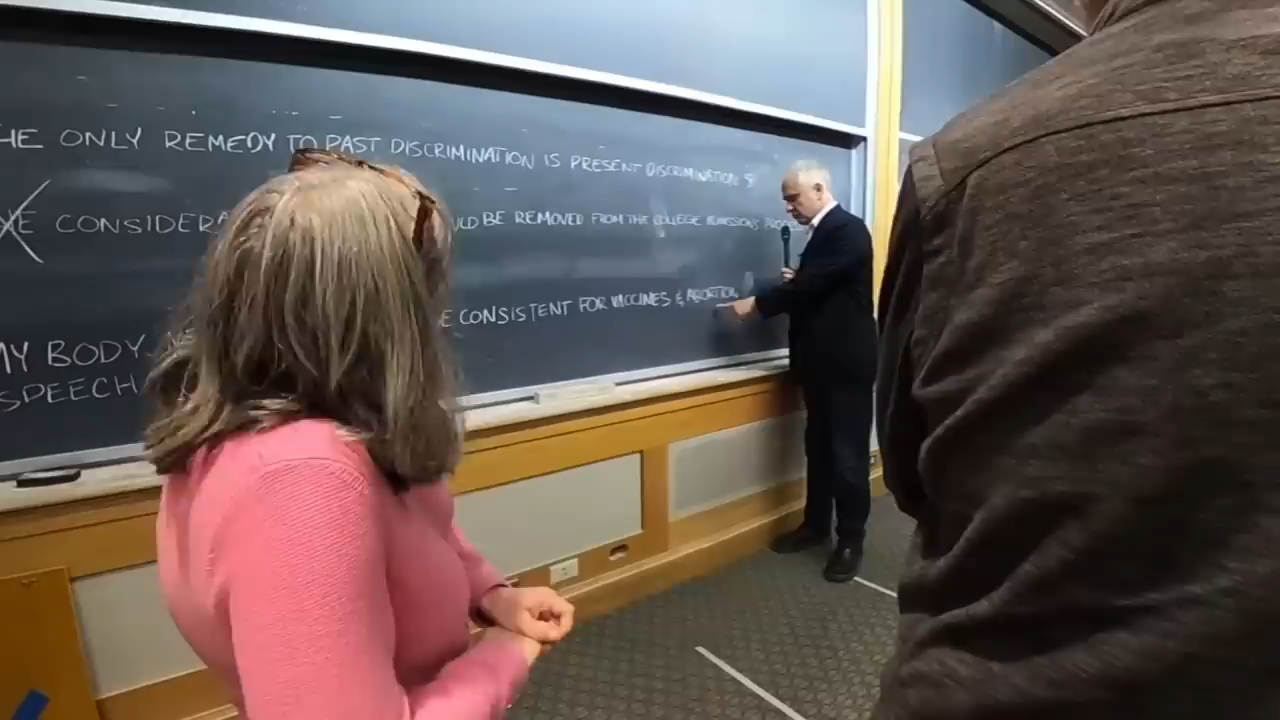 HE ONLY REMEDY TO PAST DISCRIMINATION IS PRESENT DISCRIMINATION
E CONSIDERA ULD BE REMOVED FROM THE COLLEGE ADMISSIONS
MY BODY E CONSISTENT FOR VACCINES & ABORTION
SPEECH